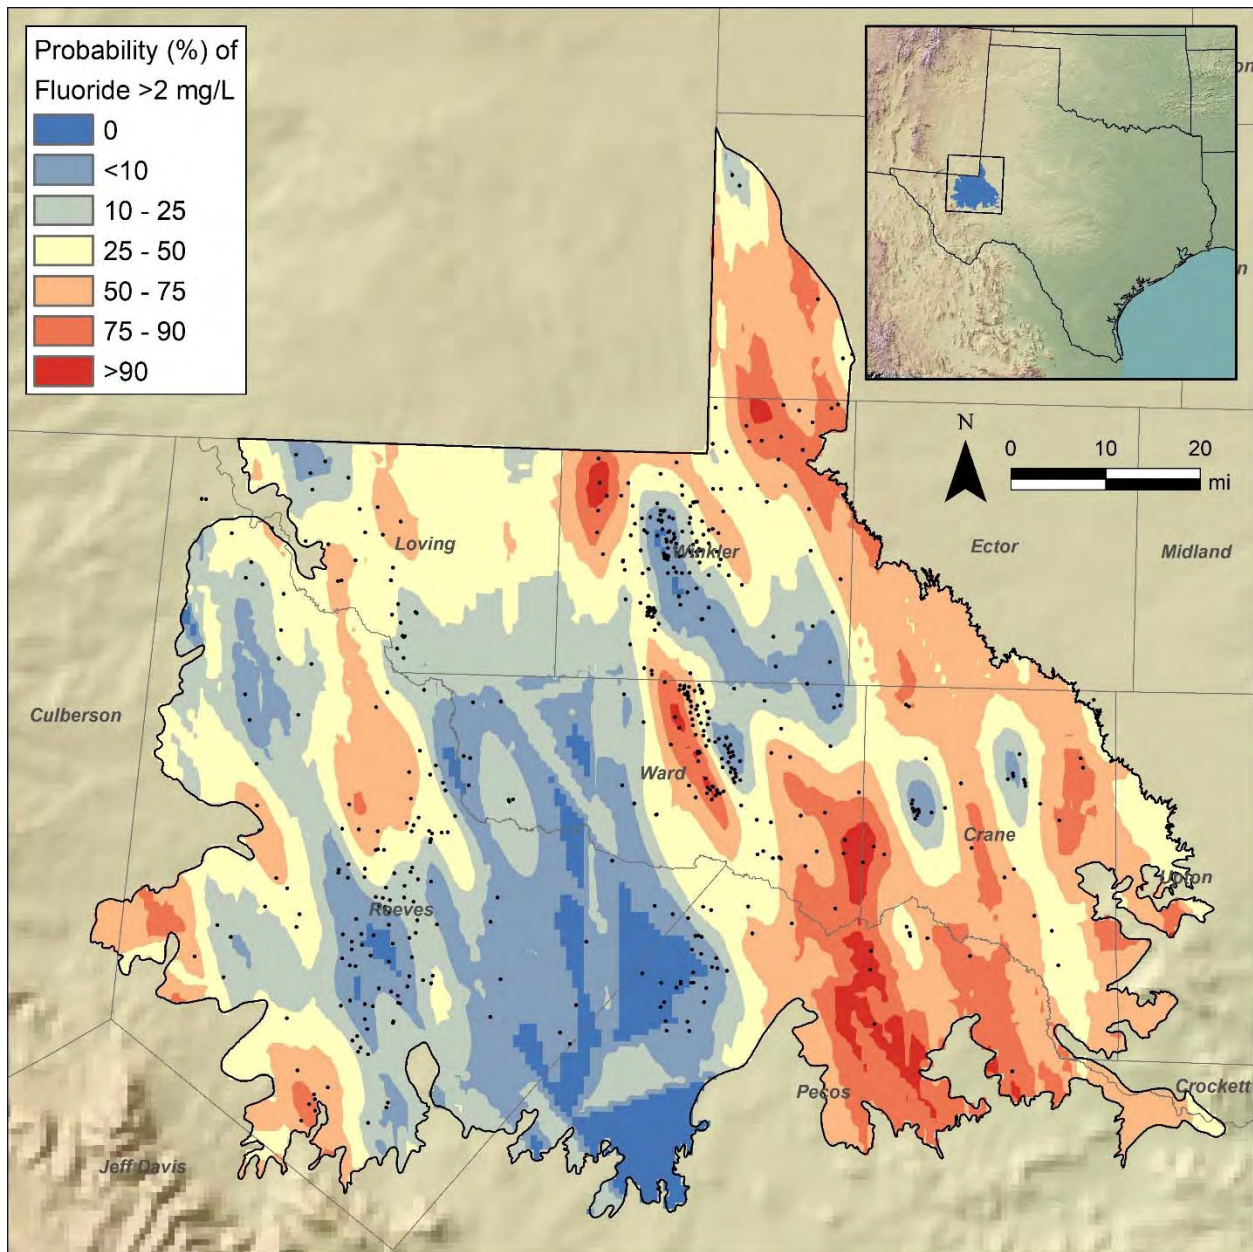 Probability (%) of
Fluoride >2 mg/L
0
<10
10 - 25
25 - 50
50 - 75
75 - 90
>90
on
n
N
0 10 20
mi
Loving
Winkler
Ector
Midland
Culberson
Ward
Crane
Upton
Reeves
Pecos
Crockett
Jeff Davis